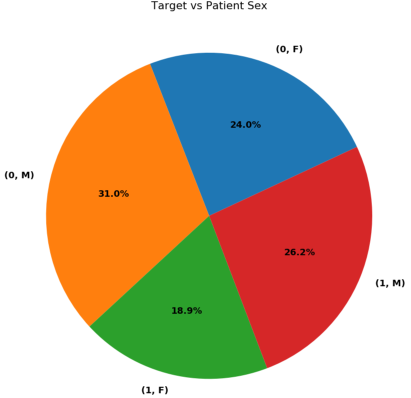 Target vs Patient Sex
(0, F)
24.0%
(0, M)
31.0%
26.2%
(1, M)
18.9%
(1, F)